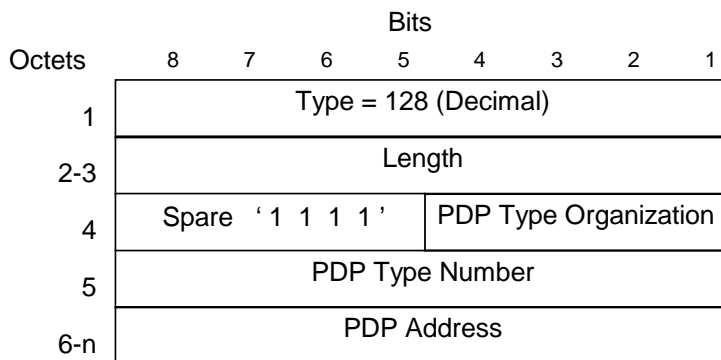 Bits
Octets 8 7 6 5 4 3 2 1
1 Type = 128 (Decimal)
2-3 Length
4 Spare ‘ 1 1 1 1 ’ PDP Type Organization
5 PDP Type Number
6-n PDP Address